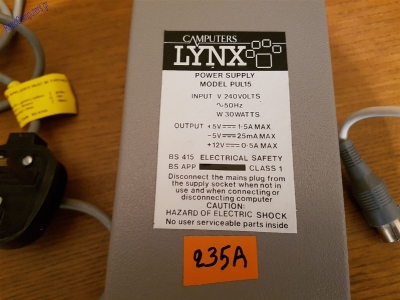 CAMPUTERS
LYNX
POWER SUPPLY
MODEL PUL15
INPUT V 240VOLTS
∿50Hz
W 30WATTS
OUTPUT +5V⎓1·5A MAX
−5V⎓25mA MAX
+12V⎓0·5A MAX
BS 415 ELECTRICAL SAFETY
BS APP CLASS 1
Disconnect the mains plug from
the supply socket when not in
use and when connecting or
disconnecting computer
CAUTION:
HAZARD OF ELECTRIC SHOCK
No user serviceable parts inside
235A